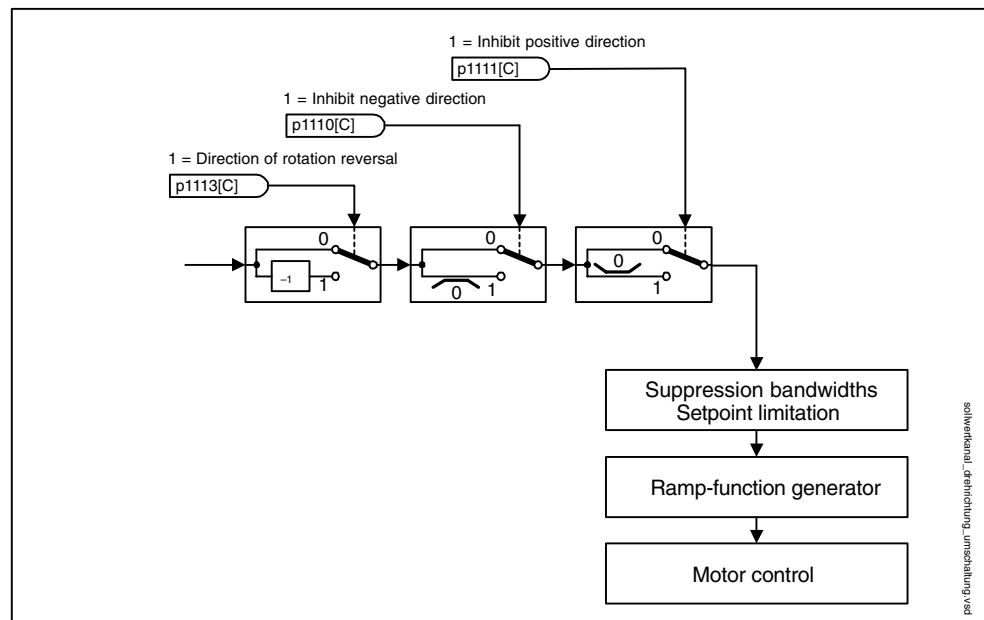 1 = Inhibit positive direction
p1111[C]
1 = Inhibit negative direction
p1110[C]
1 = Direction of rotation reversal
p1113[C]
0
–1
1
0
0
1
0
0
1
Suppression bandwidths
Setpoint limitation
Ramp-function generator
Motor control
sollwertkanal_drehrichtung_umschaltung.vsd